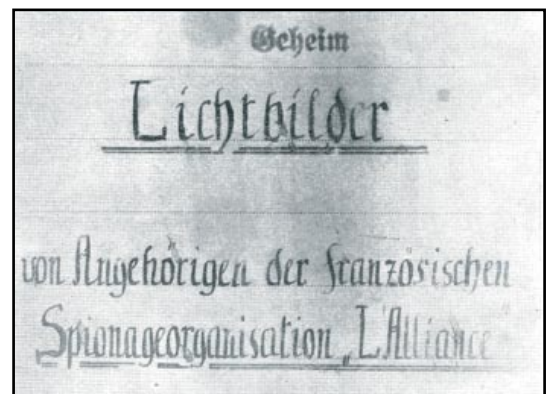 Geheim
Lichtbilder
von Angehörigen der französischen
Spionageorganisation „L'Alliance